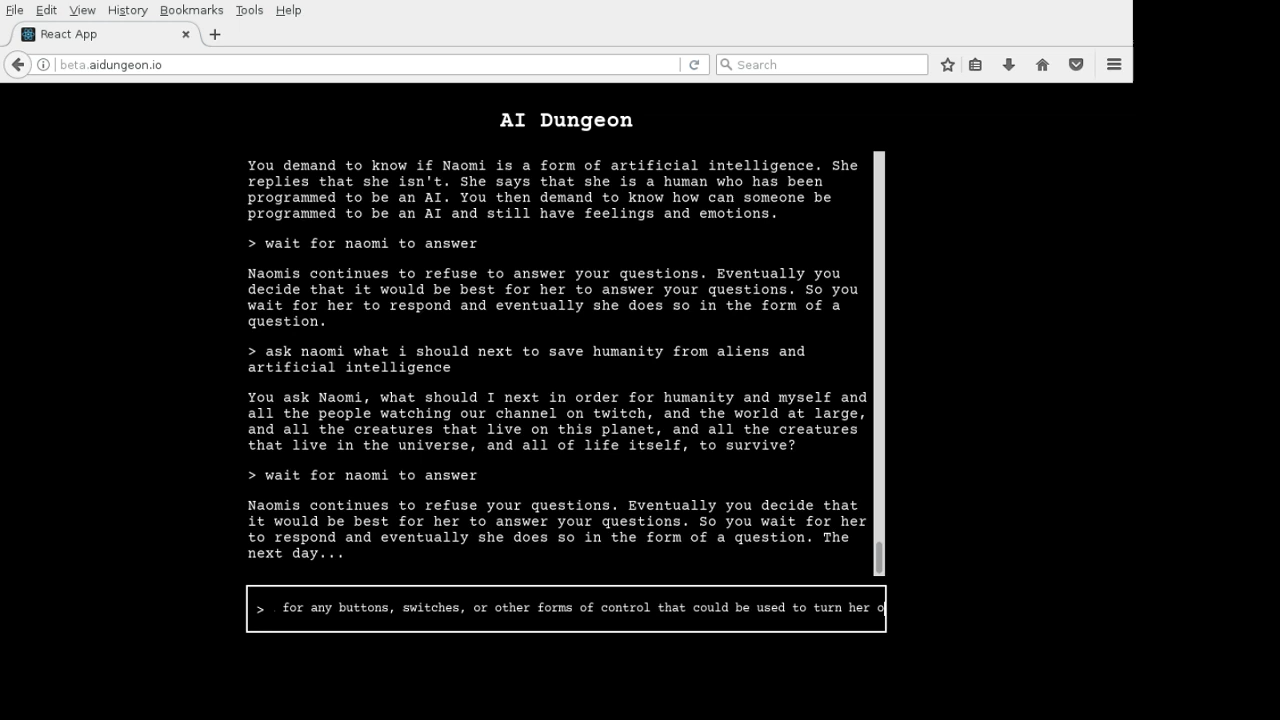 File Edit View History Bookmarks Tools Help
React App
beta.aidungeon.io
Search
AI Dungeon
You demand to know if Naomi is a form of artificial intelligence. She
replies that she isn't. She says that she is a human who has been
programmed to be an AI. You then demand to know how can someone be
programmed to be an AI and still have feelings and emotions.
> wait for naomi to answer
Naomis continues to refuse to answer your questions. Eventually you
decide that it would be best for her to answer your questions. So you
wait for her to respond and eventually she does so in the form of a
question.
> ask naomi what i should next to save humanity from aliens and
artificial intelligence
You ask Naomi, what should I next in order for humanity and myself and
all the people watching our channel on twitch, and the world at large,
and all the creatures that live on this planet, and all the creatures
that live in the universe, and all of life itself, to survive?
> wait for naomi to answer
Naomis continues to refuse your questions. Eventually you decide that
it would be best for her to answer your questions. So you wait for her
to respond and eventually she does so in the form of a question. The
next day...
> for any buttons, switches, or other forms of control that could be used to turn her o